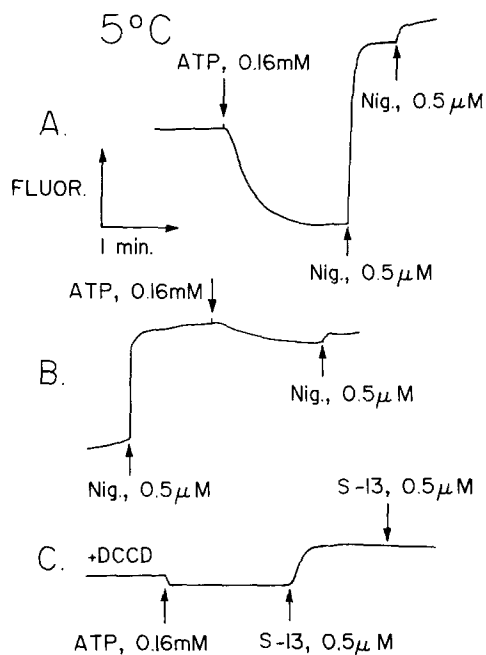 5°C
ATP, 0.16mM
Nig., 0.5μM
A.
FLUOR.
1 min.
Nig., 0.5μM
ATP, 0.16mM
B.
Nig., 0.5μM
Nig., 0.5μM
S-13, 0.5μM
C.
+DCCD
ATP, 0.16mM
S-13, 0.5μM